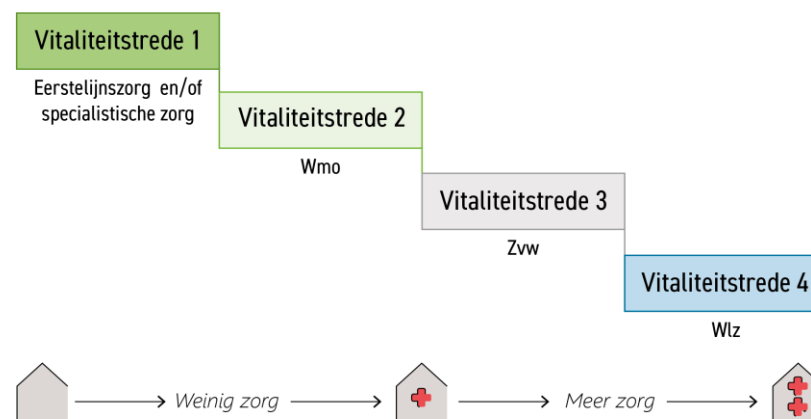 Vitaliteitstrede 1
Eerstelijnszorg en/of
specialistische zorg
Vitaliteitstrede 2
Wmo
Vitaliteitstrede 3
Zvw
Vitaliteitstrede 4
Wlz
Weinig zorg
Meer zorg